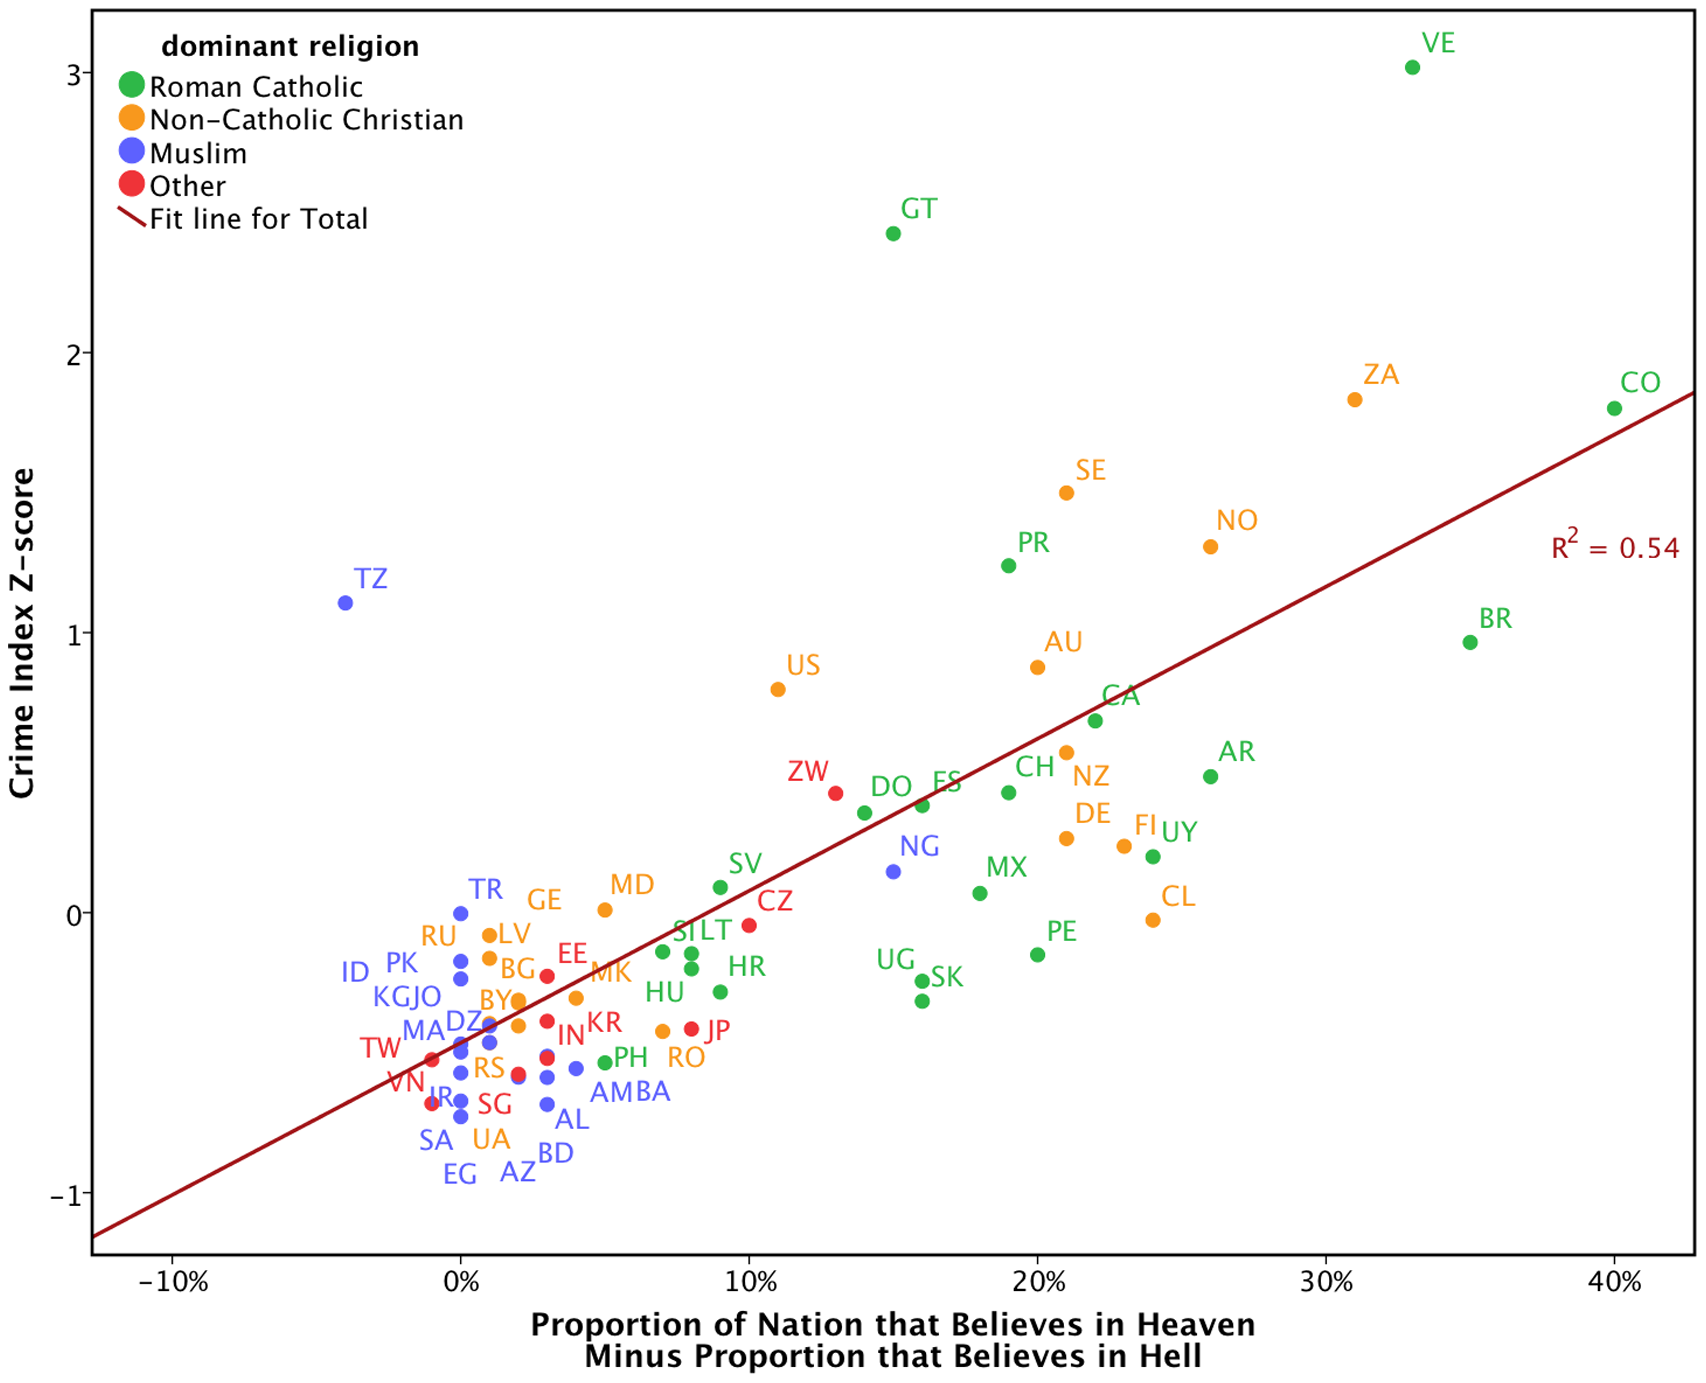 dominant religion
Roman Catholic
Non-Catholic Christian
Muslim
Other
Fit line for Total
VE
3
GT
2
ZA
CO
SE
NO
PR
R² = 0.54
TZ
BR
1
AU
US
CA
AR
ZW
CH
NZ
DO
ES
DE
FI
UY
NG
SV
MX
TR
GE
MD
CZ
CL
0
RU
LV
SI
LT
PE
EE
ID
PK
BG
MK
HR
UG
SK
KG
JO
BY
HU
MA
DZ
IN
KR
JP
TW
RS
PH
RO
VN
IR
SG
AM
BA
AL
SA
UA
BD
EG
AZ
-1
-10%
0%
10%
20%
30%
40%
Crime Index Z-score
Proportion of Nation that Believes in Heaven
Minus Proportion that Believes in Hell